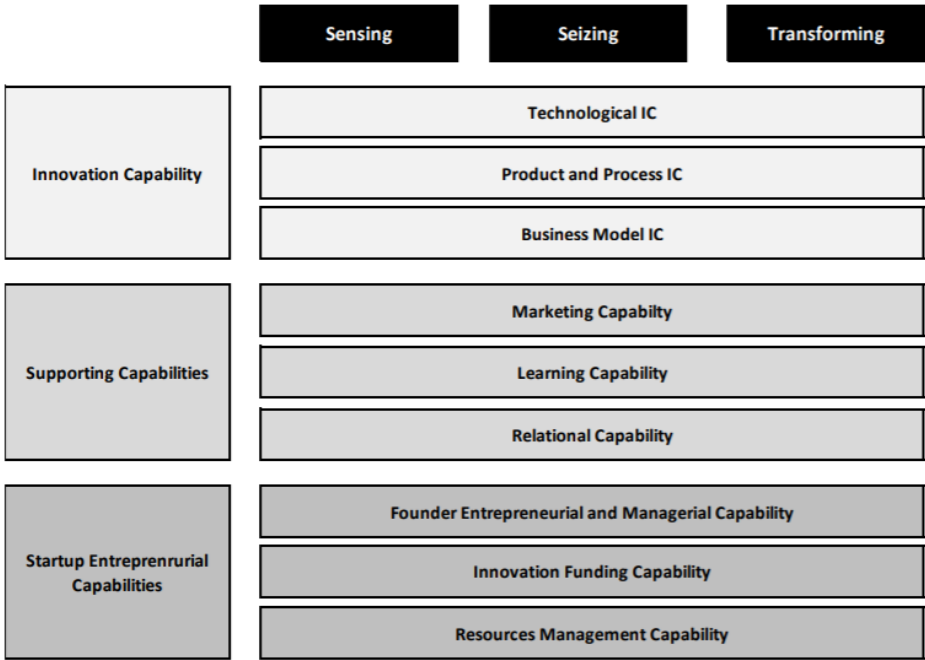 Sensing
Seizing
Transforming
Innovation Capability
Technological IC
Product and Process IC
Business Model IC
Supporting Capabilities
Marketing Capabilty
Learning Capability
Relational Capability
Startup Entreprenrurial
Capabilities
Founder Entrepreneurial and Managerial Capability
Innovation Funding Capability
Resources Management Capability